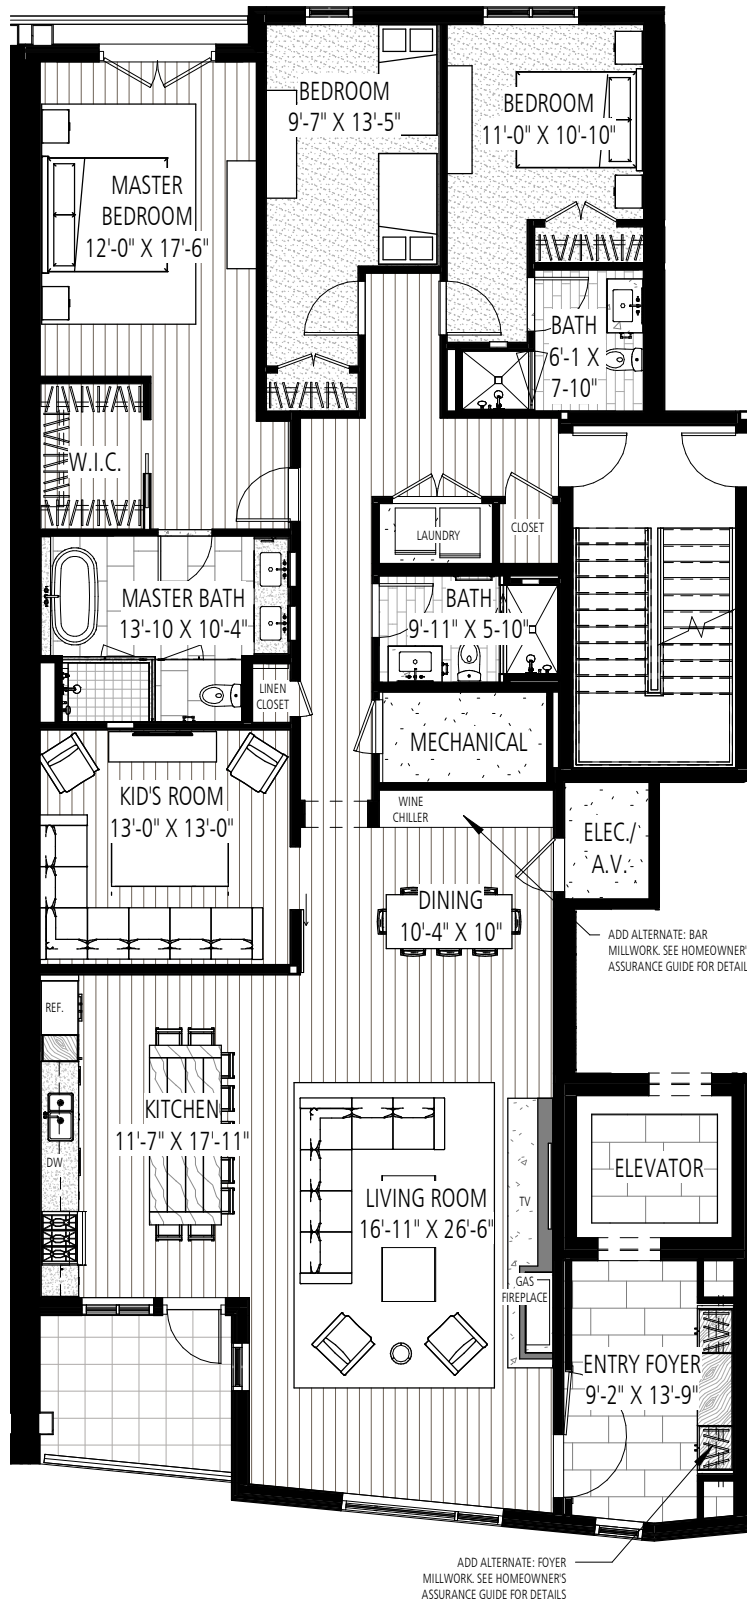 BEDROOM
9'-7" X 13'-5"
BEDROOM
11'-0" X 10'-10"
MASTER
BEDROOM
12'-0" X 17'-6"
BATH
6'-1 X
7-10"
W.I.C.
LAUNDRY
CLOSET
MASTER BATH
13'-10 X 10'-4"
BATH
9'-11" X 5-10"
LINEN
CLOSET
MECHANICAL
KID'S ROOM
13'-0" X 13'-0"
WINE
CHILLER
ELEC./
A.V.
DINING
10'-4" X 10"
ADD ALTERNATE: BAR
MILLWORK. SEE HOMEOWNER'
ASSURANCE GUIDE FOR DETAIL
REF.
KITCHEN
11'-7" X 17'-11"
DW
ELEVATOR
LIVING ROOM
16'-11" X 26'-6"
TV
GAS
FIREPLACE
ENTRY FOYER
9'-2" X 13'-9"
ADD ALTERNATE: FOYER
MILLWORK. SEE HOMEOWNER'S
ASSURANCE GUIDE FOR DETAILS